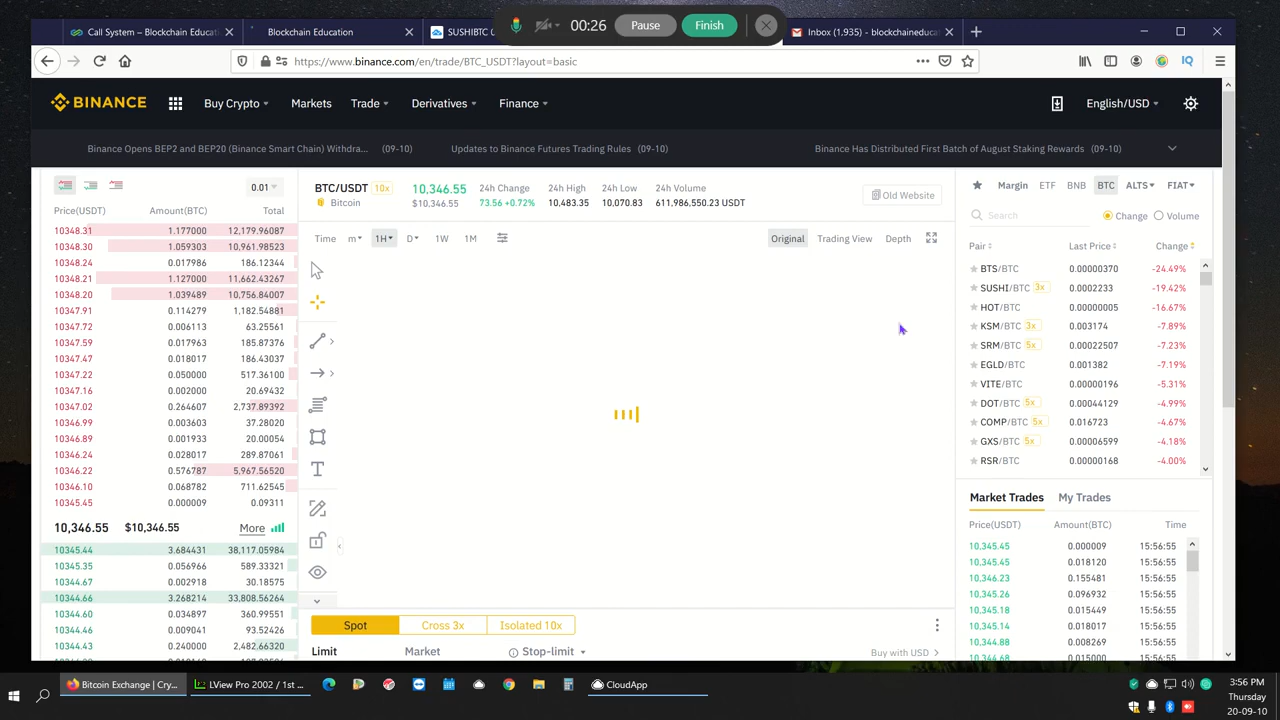 Call System – Blockchain Educati
Blockchain Education
SUSHIBTC
00:26
Pause
Finish
Inbox (1,935) - blockchaineducat
https://www.binance.com/en/trade/BTC_USDT?layout=basic
IQ
BINANCE
Buy Crypto
Markets
Trade
Derivatives
Finance
English/USD
Binance Opens BEP2 and BEP20 (Binance Smart Chain) Withdra... (09-10)
Updates to Binance Futures Trading Rules (09-10)
Binance Has Distributed First Batch of August Staking Rewards (09-10)
0.01
Price(USDT) Amount(BTC) Total
10348.31 1.177000 12,179.96087
10348.30 1.059303 10,961.98523
10348.24 0.017986 186.12344
10348.21 1.127000 11,662.43267
10348.20 1.039489 10,756.84007
10347.91 0.114279 1,182.54881
10347.72 0.006113 63.25561
10347.59 0.017963 185.87376
10347.47 0.018017 186.43037
10347.22 0.050000 517.36100
10347.16 0.002000 20.69432
10347.02 0.264607 2,737.89392
10346.99 0.003603 37.28020
10346.89 0.001933 20.00054
10346.24 0.028017 289.87061
10346.22 0.576787 5,967.56520
10346.10 0.068782 711.62545
10345.45 0.000009 0.09311
10,346.55 $10,346.55 More
10345.44 3.684431 38,117.05984
10345.35 0.056966 589.33321
10344.67 0.002918 30.18575
10344.66 3.268214 33,808.56264
10344.60 0.034897 360.99551
10344.46 0.009041 93.52426
10344.43 0.240000 2,482.66320
BTC/USDT 10x
Bitcoin
10,346.55
$10,346.55
24h Change
73.56 +0.72%
24h High
10,483.35
24h Low
10,070.83
24h Volume
611,986,550.23 USDT
Old Website
Time m 1H D 1W 1M
Original Trading View Depth
Spot Cross 3x Isolated 10x
Limit Market Stop-limit Buy with USD
Margin ETF BNB BTC ALTS FIAT
Search Change Volume
Pair Last Price Change
BTS/BTC 0.00000370 -24.49%
SUSHI/BTC 3x 0.0002233 -19.42%
HOT/BTC 0.00000005 -16.67%
KSM/BTC 3x 0.003174 -7.89%
SRM/BTC 5x 0.00022507 -7.23%
EGLD/BTC 0.001382 -7.19%
VITE/BTC 0.00000196 -5.31%
DOT/BTC 5x 0.00044129 -4.99%
COMP/BTC 5x 0.016723 -4.67%
GXS/BTC 5x 0.00006599 -4.18%
RSR/BTC 0.00000168 -4.00%
Market Trades My Trades
Price(USDT) Amount(BTC) Time
10,345.45 0.000009 15:56:55
10,345.45 0.018120 15:56:55
10,346.23 0.155481 15:56:55
10,345.26 0.096932 15:56:55
10,345.18 0.015449 15:56:55
10,345.14 0.018017 15:56:55
10,344.88 0.008269 15:56:55
10,344.68 0.015000 15:56:55
Bitcoin Exchange | Cry...
LView Pro 2002 / 1st ...
CloudApp
3:56 PM
Thursday
20-09-10